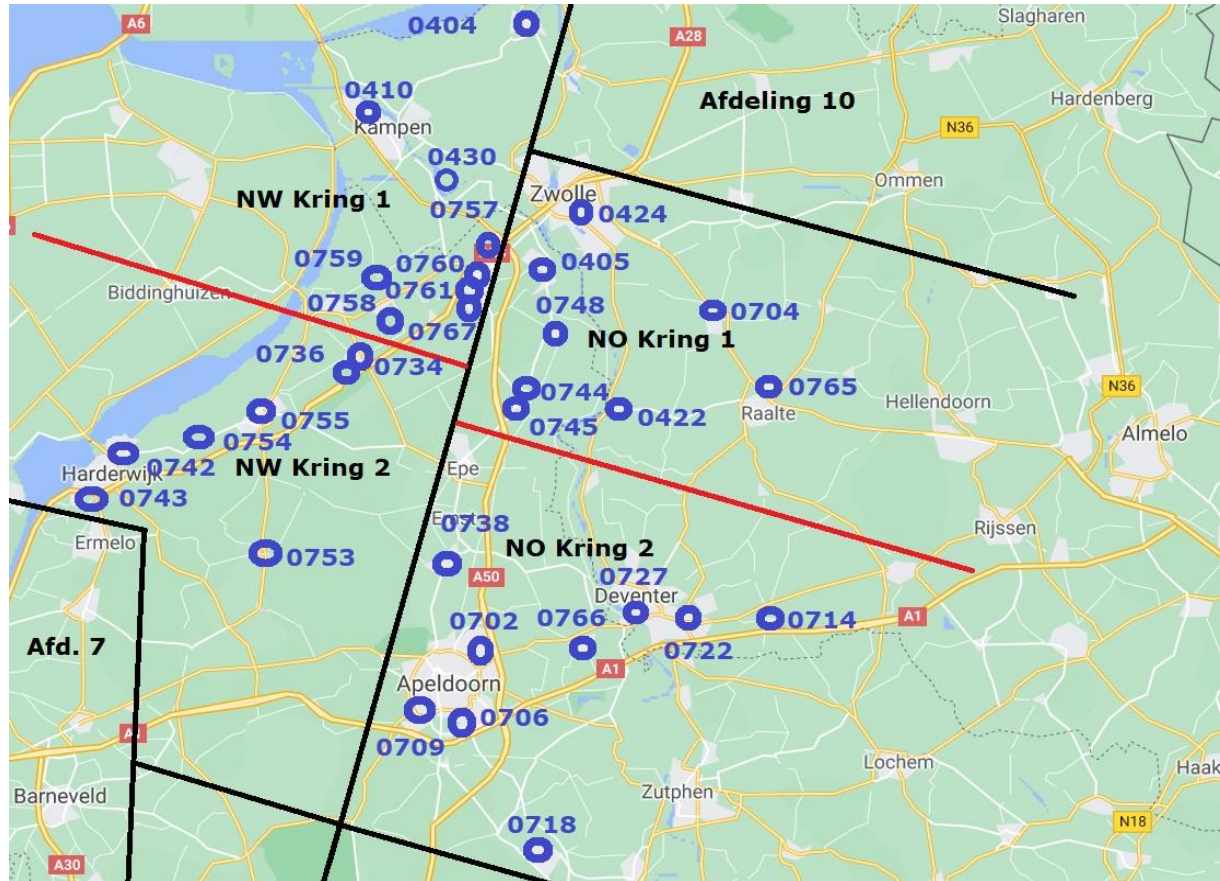 Slagharen
A6
0404
A28
0410
Afdeling 10
Hardenberg
Kampen
N36
0430
NW Kring 1
Zwolle
Ommen
0757
0424
0759
0760
0405
Biddinghuizen
0758
0761
0748
0704
0767
NO Kring 1
0736
0734
0744
0765
N36
0755
0745
0422
Raalte
Hellendoorn
Almelo
0754
0742
NW Kring 2
Epe
Harderwijk
0743
Rijssen
Ermelo
Emst
0738
NO Kring 2
0753
A50
0727
Deventer
0702
0766
0714
A1
Afd. 7
0722
A1
Apeldoorn
0706
0709
Lochem
Haak
Barneveld
Zutphen
N18
0718
A30